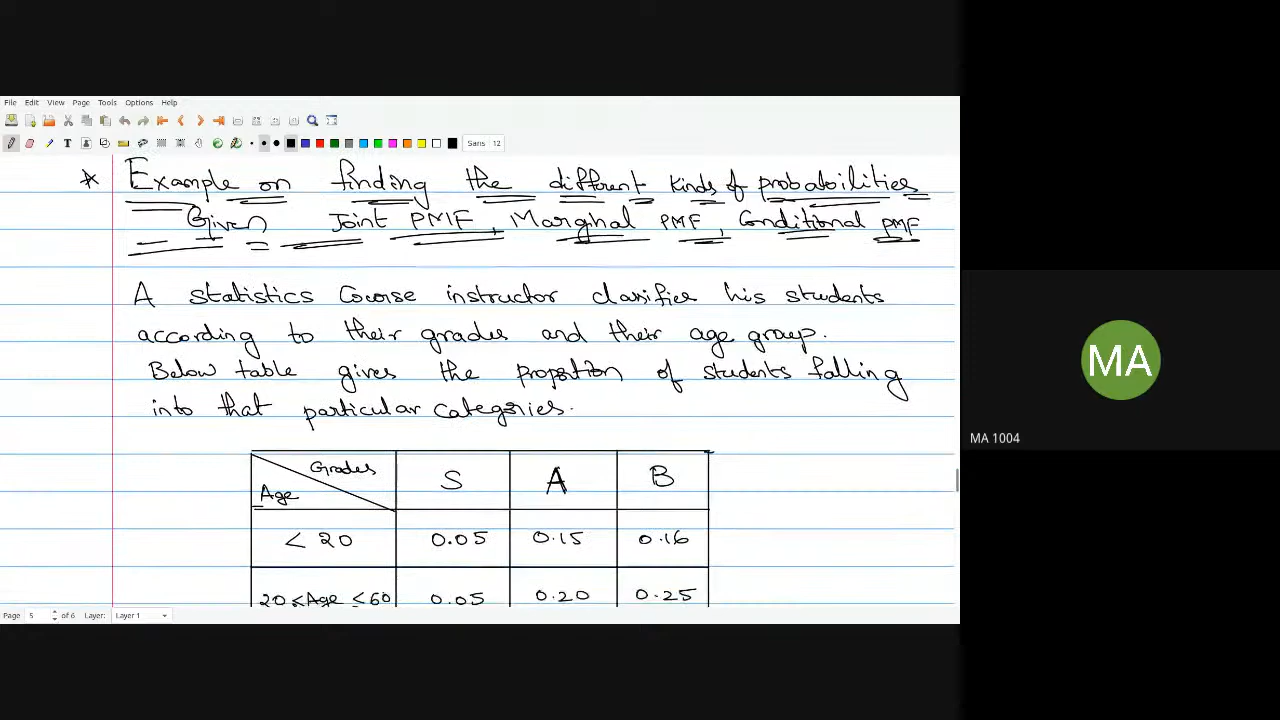 File Edit View Page Tools Options Help
Sans 12
* Example on finding the different kinds of probabilities
Given Joint PMF, Marginal PMF, Conditional PMF
A statistics Course instructor classifies his students
according to their grades and their age group.
Below table gives the proportion of students falling
into that particular categories.
Grades
Age
S A B
< 20 0.05 0.15 0.16
20 < Age ≤ 60 0.05 0.20 0.25
MA
MA 1004
Page 5 of 6 Layer: Layer 1